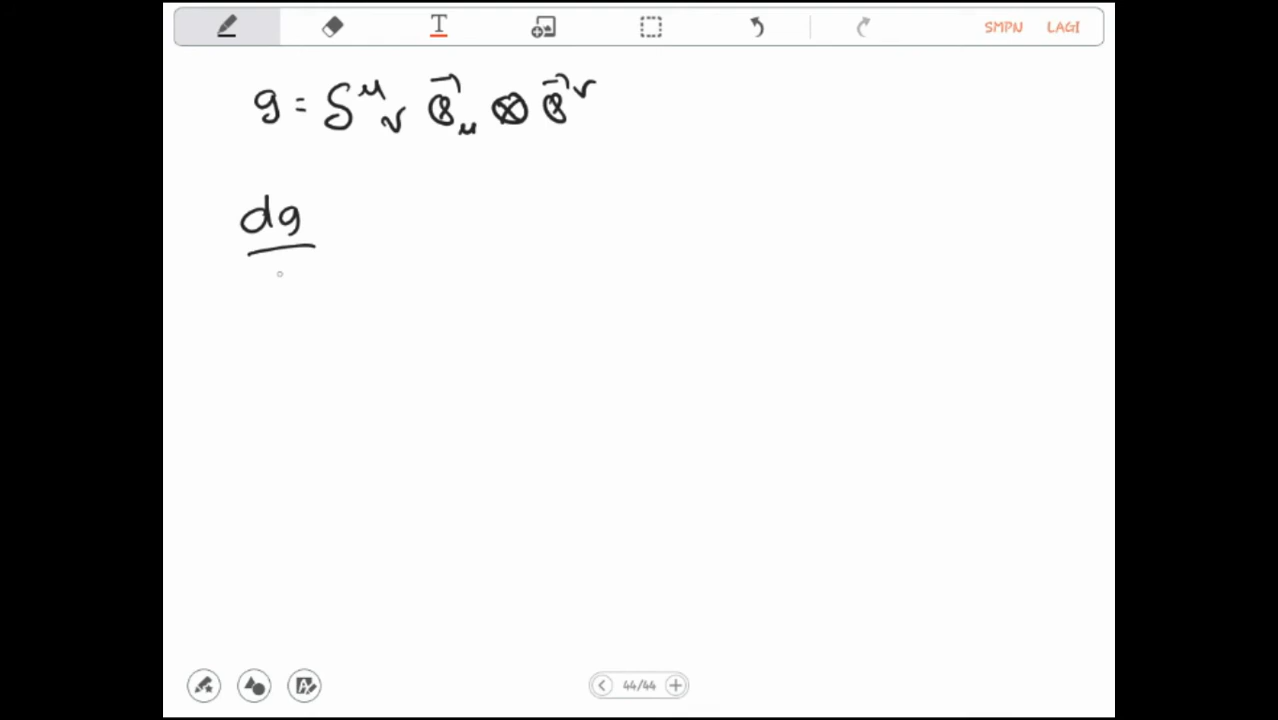 T SMPN LAGI
g = δ^μ_ν e⃗_μ ⊗ e⃗^ν
dg
44/44